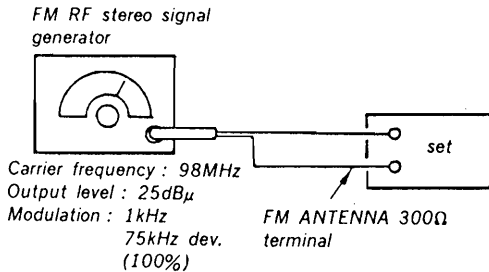 FM RF stereo signal
generator
set
Carrier frequency : 98MHz
Output level : 25dBμ
Modulation : 1kHz
75kHz dev.
(100%)
FM ANTENNA 300Ω
terminal